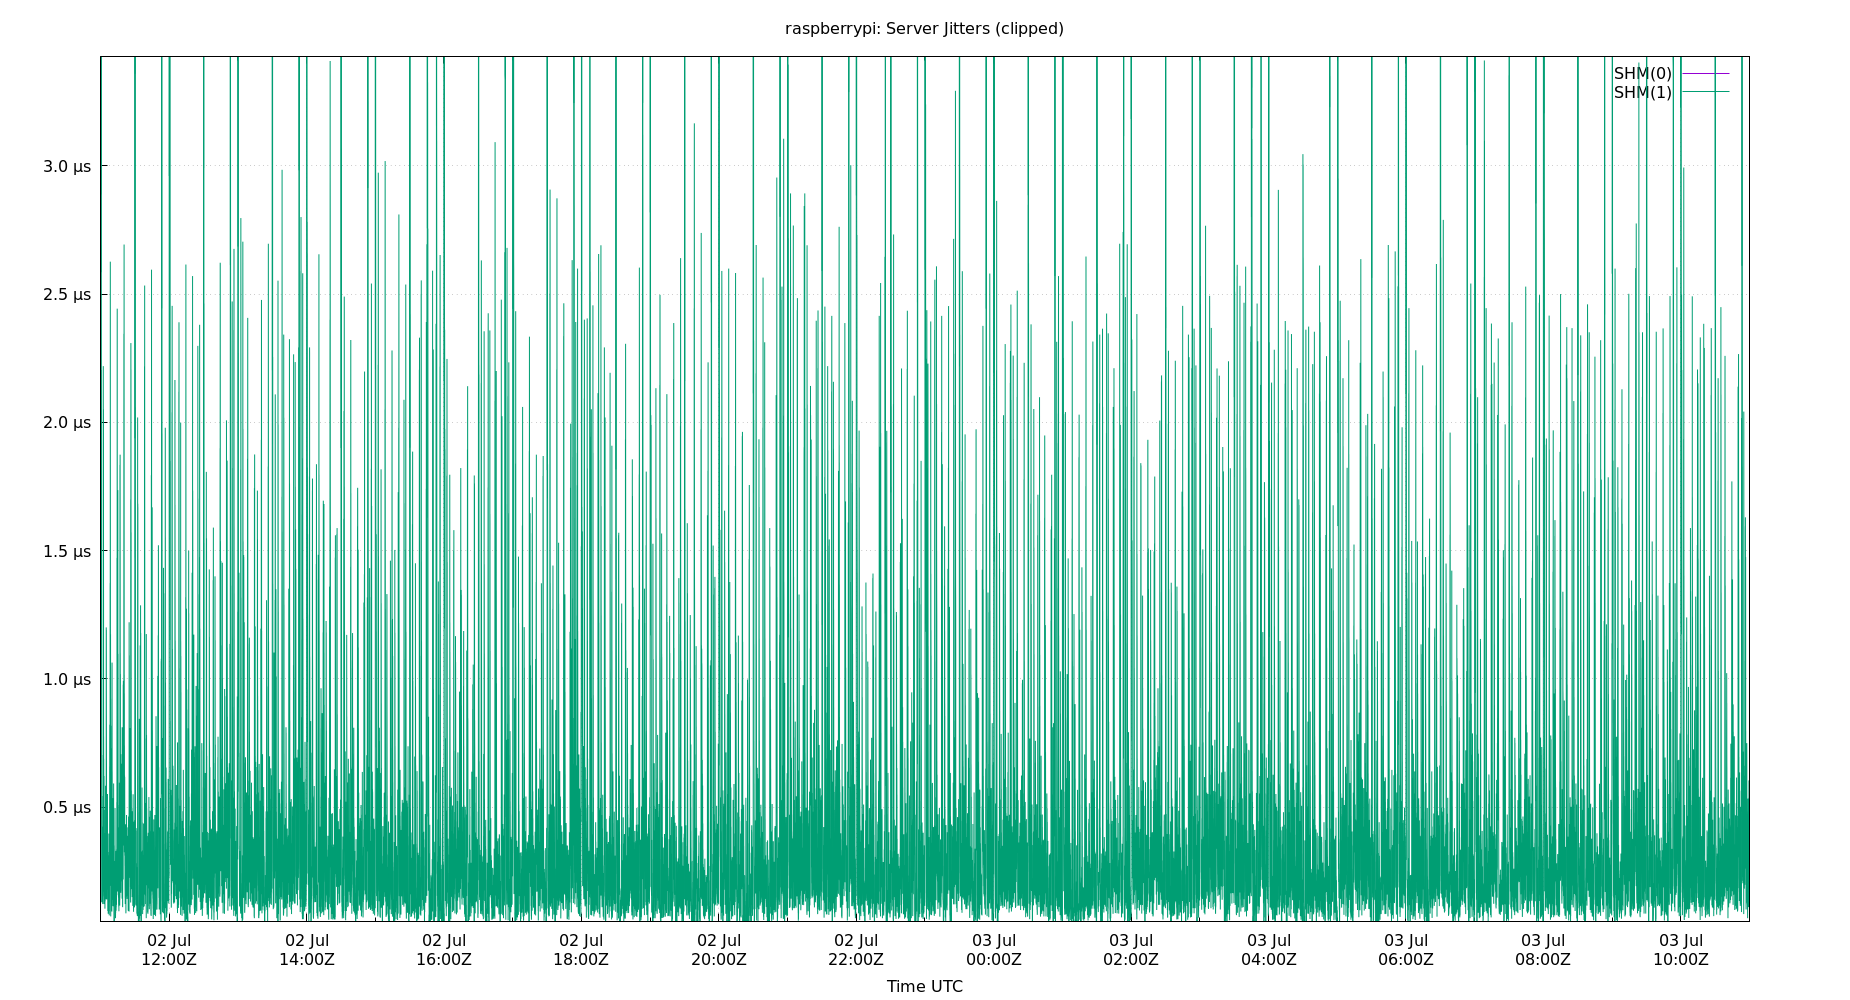 raspberrypi: Server Jitters (clipped)
SHM(0)
SHM(1)
3.0 µs
2.5 µs
2.0 µs
1.5 µs
1.0 µs
0.5 µs
02 Jul 02 Jul 02 Jul 02 Jul 02 Jul 02 Jul 03 Jul 03 Jul 03 Jul 03 Jul 03 Jul 03 Jul
12:00Z 14:00Z 16:00Z 18:00Z 20:00Z 22:00Z 00:00Z 02:00Z 04:00Z 06:00Z 08:00Z 10:00Z
Time UTC